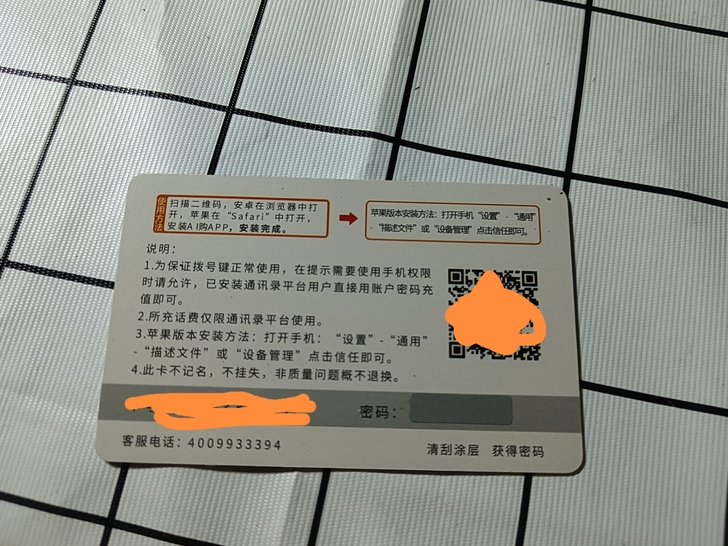 使用方法
扫描二维码，安卓在浏览器中打
开，苹果在“Safari”中打开，
安装AI购APP，安装完成。
苹果版本安装方法：打开手机“设置”-“通用”
-“描述文件”或“设备管理”点击信任即可。
说明：
1.为保证拨号键正常使用，在提示需要使用手机权限
时请允许，已安装通讯录平台用户直接用账户密码充
值即可。
2.所充话费仅限通讯录平台使用。
3.苹果版本安装方法：打开手机：“设置”-“通用”
-“描述文件”或“设备管理”点击信任即可。
4.此卡不记名，不挂失，非质量问题概不退换。
密码：
客服电话：4009933394
清刮涂层 获得密码